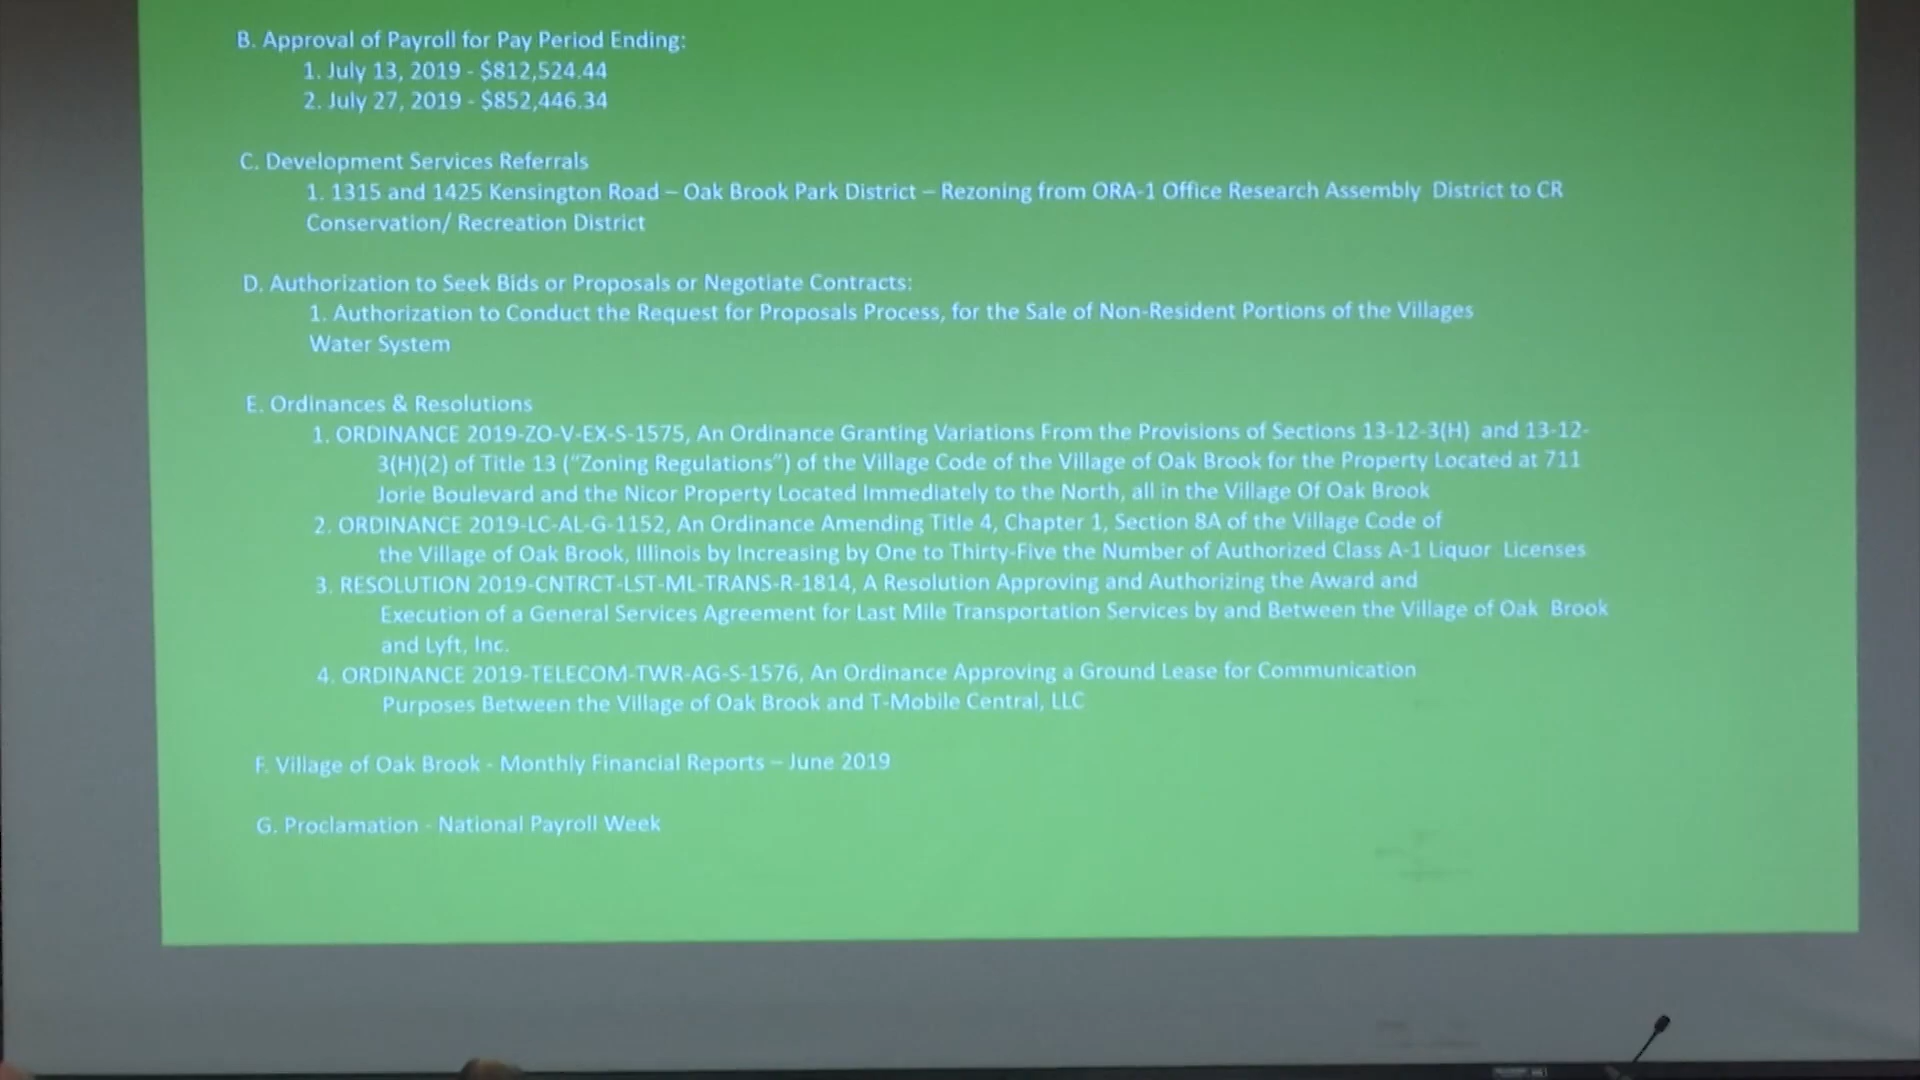 B. Approval of Payroll for Pay Period Ending:
1. July 13, 2019 - $812,524.44
2. July 27, 2019 - $852,446.34
C. Development Services Referrals
1. 1315 and 1425 Kensington Road – Oak Brook Park District – Rezoning from ORA-1 Office Research Assembly District to CR
Conservation/ Recreation District
D. Authorization to Seek Bids or Proposals or Negotiate Contracts:
1. Authorization to Conduct the Request for Proposals Process, for the Sale of Non-Resident Portions of the Villages
Water System
E. Ordinances & Resolutions
1. ORDINANCE 2019-ZO-V-EX-S-1575, An Ordinance Granting Variations From the Provisions of Sections 13-12-3(H) and 13-12-
3(H)(2) of Title 13 (“Zoning Regulations”) of the Village Code of the Village of Oak Brook for the Property Located at 711
Jorie Boulevard and the Nicor Property Located Immediately to the North, all in the Village Of Oak Brook
2. ORDINANCE 2019-LC-AL-G-1152, An Ordinance Amending Title 4, Chapter 1, Section 8A of the Village Code of
the Village of Oak Brook, Illinois by Increasing by One to Thirty-Five the Number of Authorized Class A-1 Liquor Licenses
3. RESOLUTION 2019-CNTRCT-LST-ML-TRANS-R-1814, A Resolution Approving and Authorizing the Award and
Execution of a General Services Agreement for Last Mile Transportation Services by and Between the Village of Oak Brook
and Lyft, Inc.
4. ORDINANCE 2019-TELECOM-TWR-AG-S-1576, An Ordinance Approving a Ground Lease for Communication
Purposes Between the Village of Oak Brook and T-Mobile Central, LLC
F. Village of Oak Brook - Monthly Financial Reports – June 2019
G. Proclamation - National Payroll Week